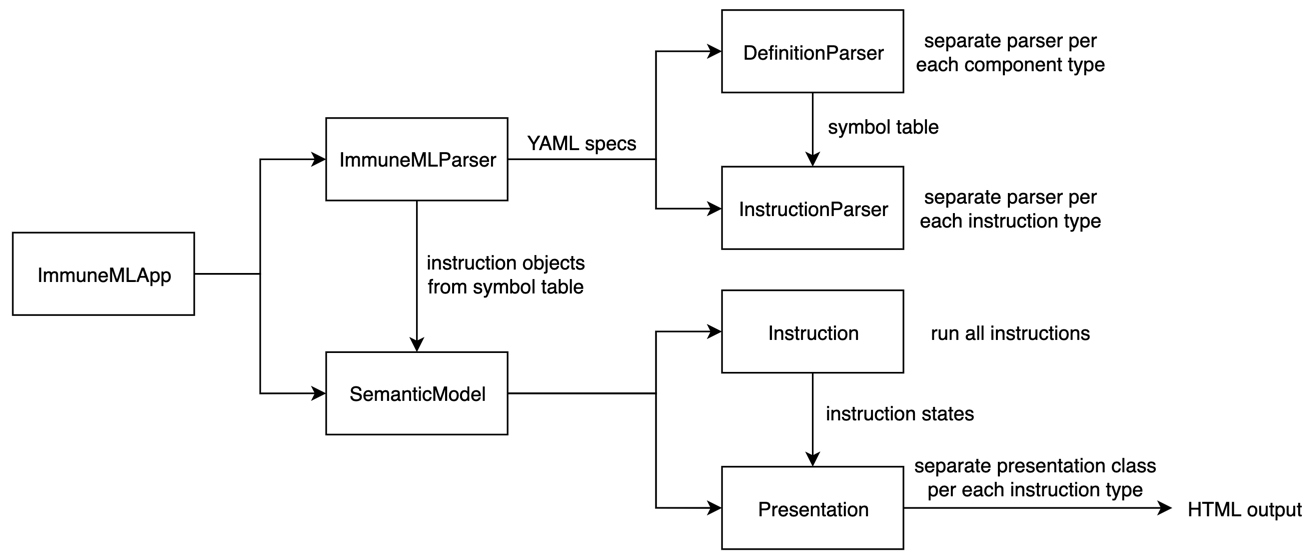 DefinitionParser
separate parser per
each component type
symbol table
ImmuneMLParser
YAML specs
InstructionParser
separate parser per
each instruction type
ImmuneMLApp
instruction objects
from symbol table
SemanticModel
Instruction
run all instructions
instruction states
separate presentation class
per each instruction type
Presentation
HTML output